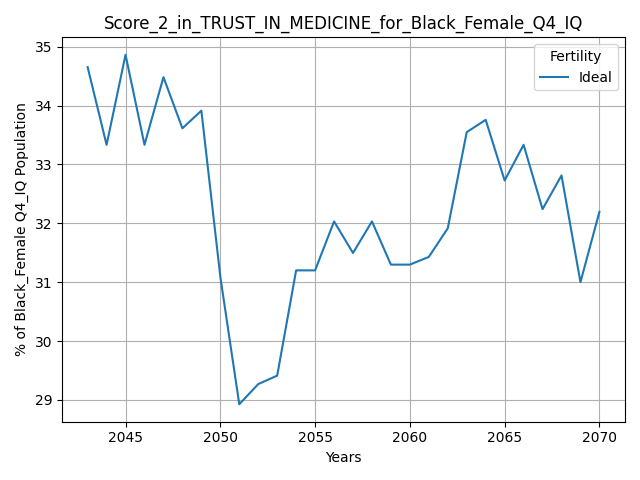 Score_2_in_TRUST_IN_MEDICINE_for_Black_Female_Q4_IQ
Fertility
Ideal
% of Black_Female Q4_IQ Population
35
34
33
32
31
30
29
2045
2050
2055
2060
2065
2070
Years